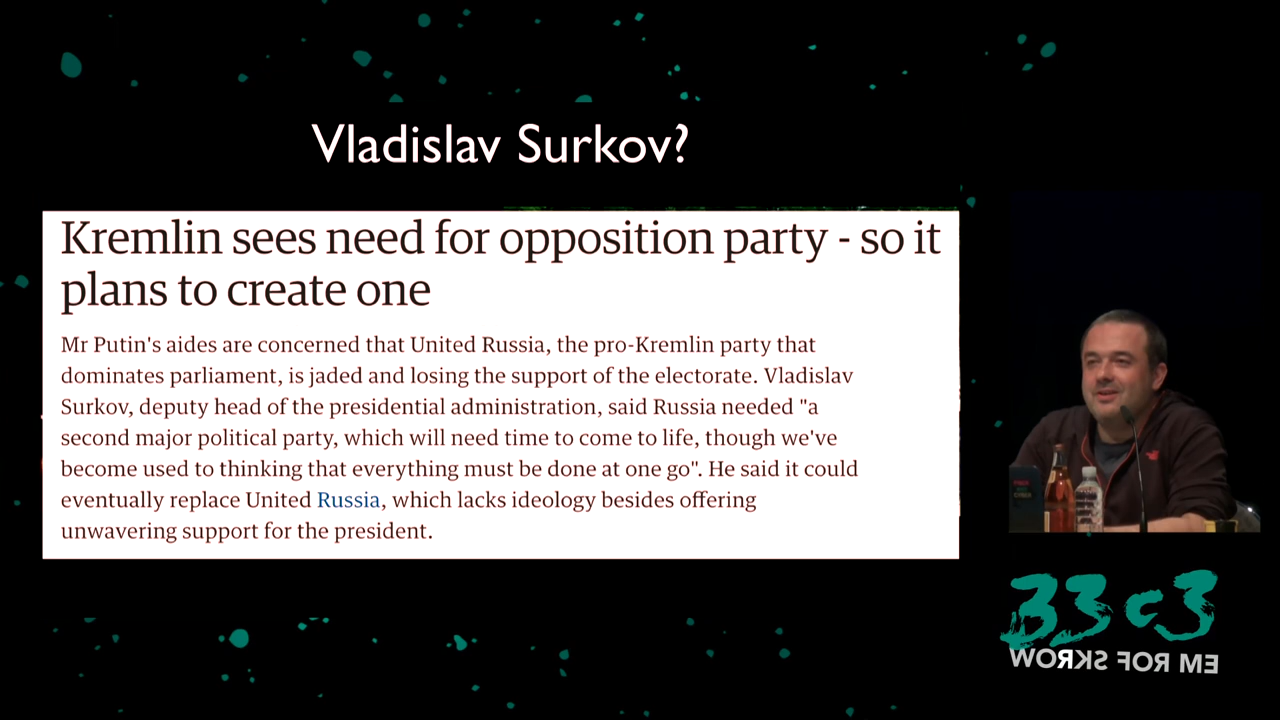 Vladislav Surkov?
Kremlin sees need for opposition party - so it
plans to create one
Mr Putin's aides are concerned that United Russia, the pro-Kremlin party that
dominates parliament, is jaded and losing the support of the electorate. Vladislav
Surkov, deputy head of the presidential administration, said Russia needed "a
second major political party, which will need time to come to life, though we've
become used to thinking that everything must be done at one go". He said it could
eventually replace United Russia, which lacks ideology besides offering
unwavering support for the president.
33c3
WORKS FOR ME